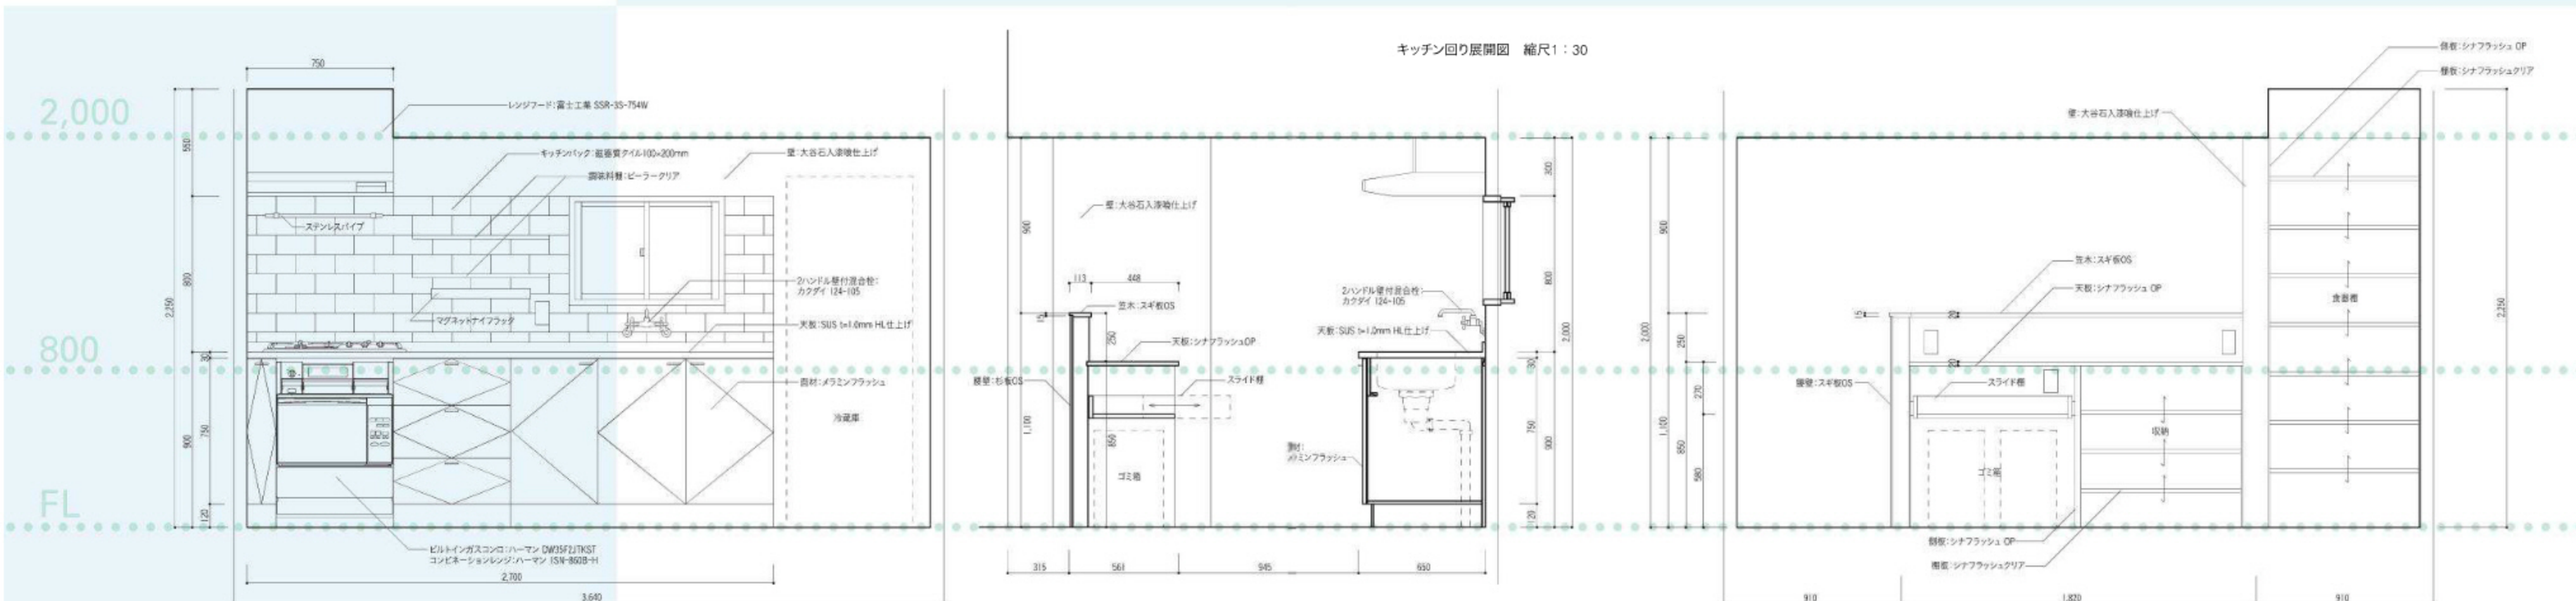 キッチン回り展開図　縮尺1：30
2,000
800
FL
750
レンジフード：富士工業 SSR-3S-754W
キッチンバック：磁器質タイル100×200mm
調味料棚：ピーラークリア
壁：大谷石入漆喰仕上げ
ステンレスパイプ
マグネットナイフラック
2ハンドル壁付混合栓：
カクダイ 124-105
天板：SUS t=1.0mm HL仕上げ
面材：メラミンフラッシュ
冷蔵庫
ビルトインガスコンロ：ハーマン DW35F2JTKST
コンビネーションレンジ：ハーマン
2,250
550
800
900
30
750
120
2,700
3,640
壁：大谷石入漆喰仕上げ
900
1,100
113
448
15
笠木：スギ板OS
250
天板：シナフラッシュOP
腰壁：杉板OS
スライド棚
850
ゴミ箱
2ハンドル壁付混合栓：
カクダイ 124-105
天板：SUS t=1.0mm HL仕上げ
メラミンフラッシュ
300
800
2,000
30
750
900
120
315
561
945
650
側板：シナフラッシュ OP
棚板：シナフラッシュクリア
壁：大谷石入漆喰仕上げ
笠木：スギ板OS
天板：シナフラッシュ OP
食器棚
腰壁：スギ板OS
スライド棚
収納
ゴミ箱
側板：シナフラッシュ OP
棚板：シナフラッシュクリア
2,000
900
1,100
250
850
270
580
15
20
20
2,250
910
1,820
910